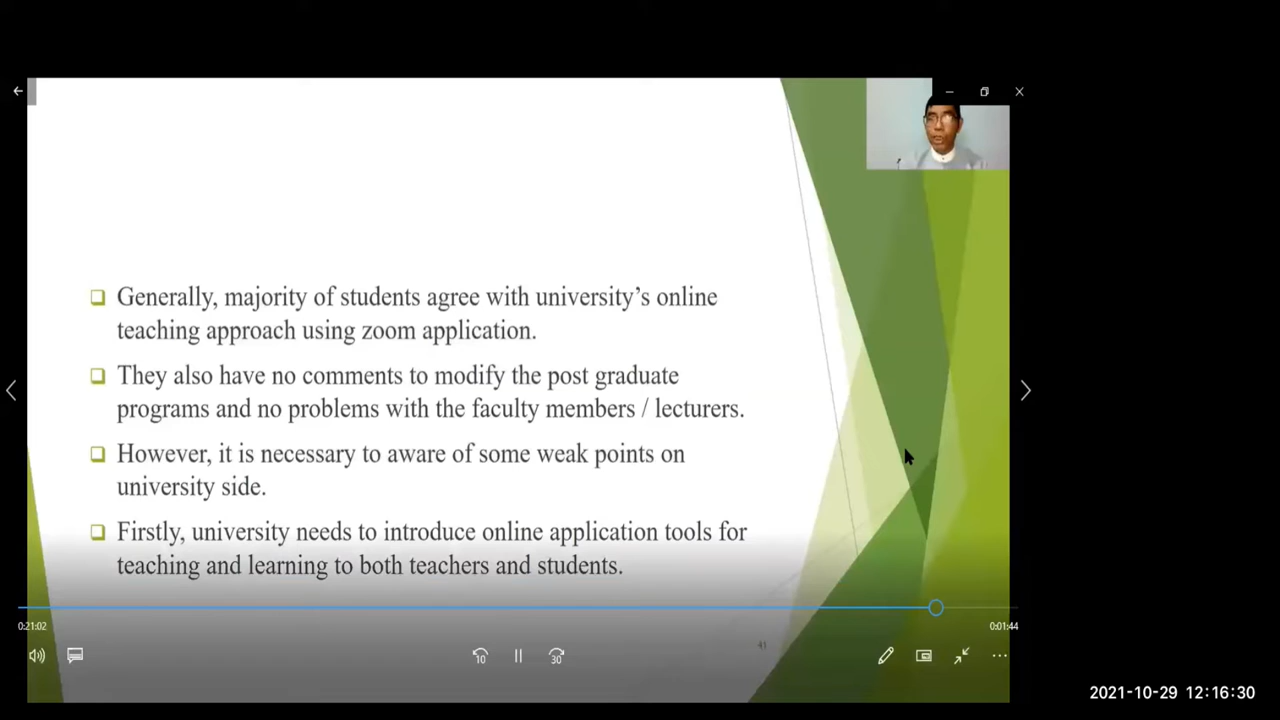 Generally, majority of students agree with university's online
teaching approach using zoom application.
They also have no comments to modify the post graduate
programs and no problems with the faculty members / lecturers.
However, it is necessary to aware of some weak points on
university side.
Firstly, university needs to introduce online application tools for
teaching and learning to both teachers and students.
0:21:02
0:01:44
10
30
41
2021-10-29 12:16:30